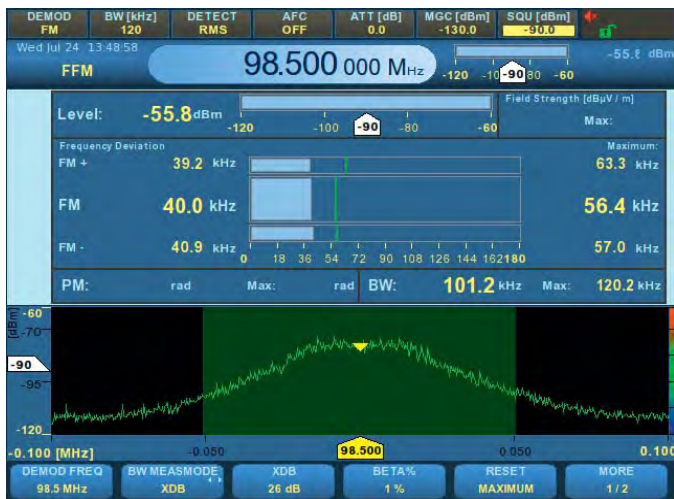 DEMOD BW [kHz] DETECT AFC ATT [dB] MGC [dBm] SQU [dBm]
FM 120 RMS OFF 0.0 -130.0 -90.0
Wed Jul 24 13:48:58
FFM 98.500 000 MHz -55.8 dBm
-120 -10 -90 80 -60
Level: -55.8 dBm
-120 -100 -90 -80 -60
Field Strength [dBµV / m]
Max:
Frequency Deviation Maximum:
FM + 39.2 kHz 63.3 kHz
FM 40.0 kHz 56.4 kHz
FM - 40.9 kHz 57.0 kHz
0 18 36 54 72 90 108 126 144 162 180
PM: rad Max: rad BW: 101.2 kHz Max: 120.2 kHz
[dBm]
-60
-70
-90
-95
-120
-0.100 [MHz] -0.050 98.500 0.050 0.100
DEMOD FREQ BW MEASMODE XDB BETA% RESET MORE
98.5 MHz XDB 26 dB 1 % MAXIMUM 1 / 2